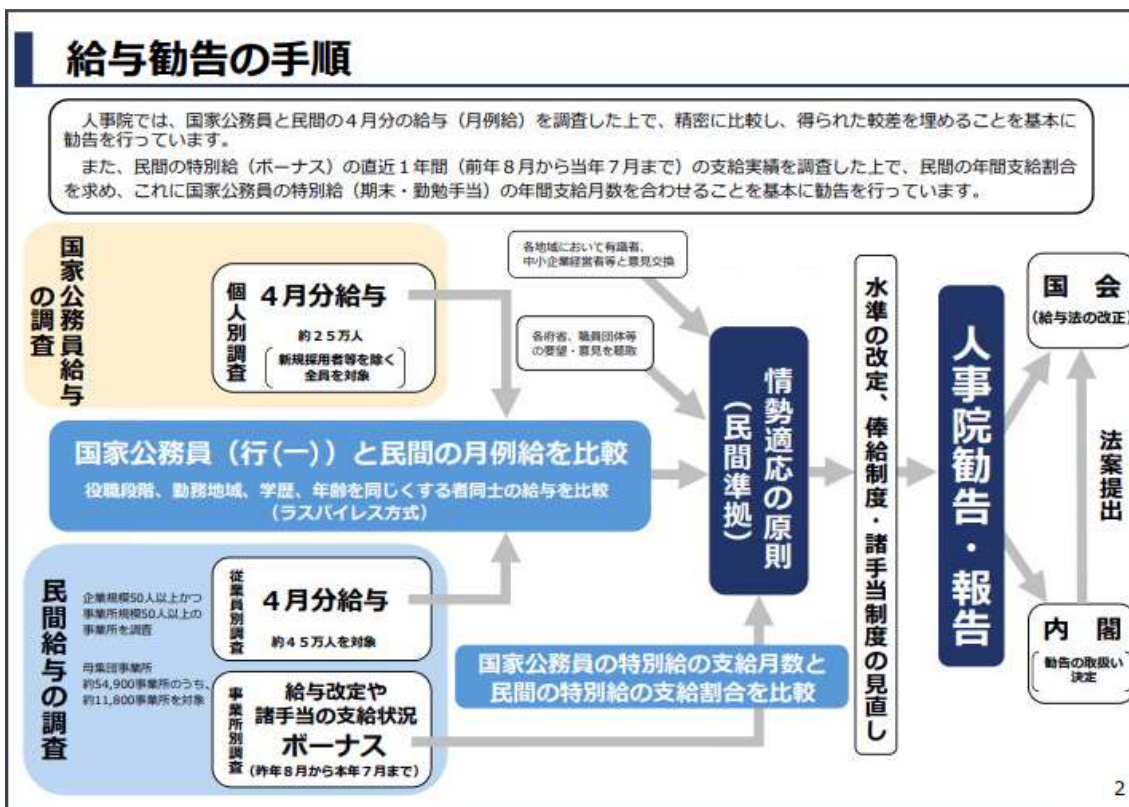 給与勧告の手順
人事院では、国家公務員と民間の4月分の給与(月例給)を調査した上で、精密に比較し、得られた較差を埋めることを基本に
勧告を行っています。
また、民間の特別給(ボーナス)の直近1年間(前年8月から当年7月まで)の支給実績を調査した上で、民間の年間支給割合
を求め、これに国家公務員の特別給(期末・勤勉手当)の年間支給月数を合わせることを基本に勧告を行っています。
国家公務員給与
の調査
個人別調査
4月分給与
約25万人
新規採用者等を除く
全員を対象
各地域において有識者、
中小企業経営者等と意見交換
各府省、職員団体等
の要望・意見を聴取
国家公務員(行(一))と民間の月例給を比較
役職段階、勤務地域、学歴、年齢を同じくする者同士の給与を比較
(ラスパイレス方式)
民間給与の調査
企業規模50人以上かつ
事業所規模50人以上の
事業所を調査
母集団事業所
約54,900事業所のうち、
約11,800事業所を対象
従業員別調査
4月分給与
約45万人を対象
事業所別調査
給与改定や
諸手当の支給状況
ボーナス
(昨年8月から本年7月まで)
国家公務員の特別給の支給月数と
民間の特別給の支給割合を比較
情勢適応の原則
(民間準拠)
水準の改定、俸給制度・諸手当制度の見直し
人事院勧告・報告
国 会
(給与法の改正)
法案提出
内 閣
勧告の取扱い
決定
2